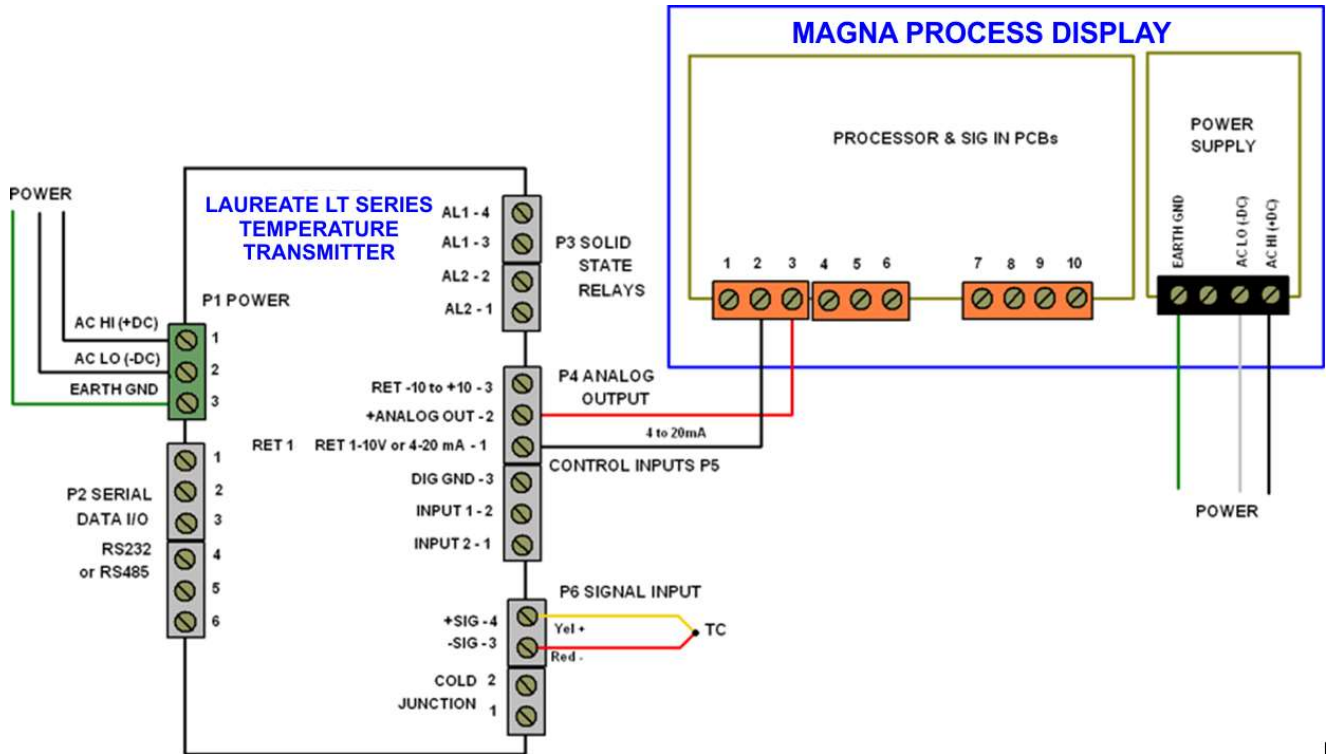 MAGNA PROCESS DISPLAY
PROCESSOR & SIG IN PCBs
POWER
SUPPLY
EARTH GND
AC LO (-DC)
AC HI (+DC)
1 2 3 4 5 6 7 8 9 10
POWER
POWER
LAUREATE LT SERIES
TEMPERATURE
TRANSMITTER
P1 POWER
AC HI (+DC) 1
AC LO (-DC) 2
EARTH GND 3
P2 SERIAL
DATA I/O
RS232
or RS485
1
2
3
4
5
6
AL1 - 4
AL1 - 3
AL2 - 2
AL2 - 1
P3 SOLID
STATE
RELAYS
P4 ANALOG
OUTPUT
RET -10 to +10 - 3
+ANALOG OUT - 2
RET 1 RET 1-10V or 4-20 mA - 1
4 to 20mA
CONTROL INPUTS P5
DIG GND - 3
INPUT 1 - 2
INPUT 2 - 1
P6 SIGNAL INPUT
+SIG - 4
-SIG - 3
Yel +
Red -
TC
COLD 2
JUNCTION 1